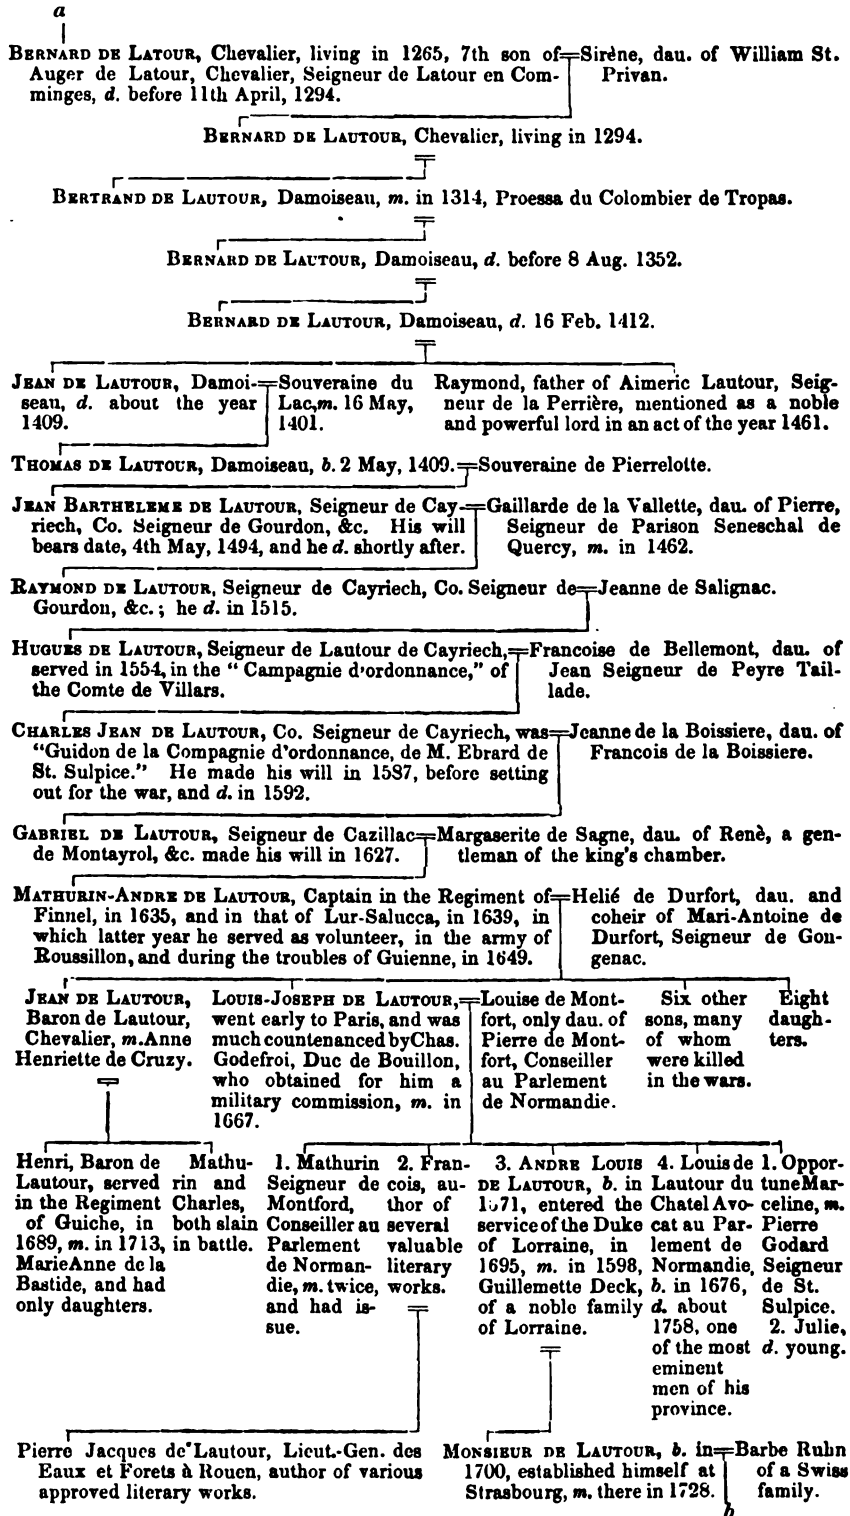 a
BERNARD DE LATOUR, Chevalier, living in 1265, 7th son of
Auger de Latour, Chevalier, Seigneur de Latour en Com-
minges, d. before 11th April, 1294.
Sirène, dau. of William St.
Privan.
BERNARD DE LAUTOUR, Chevalier, living in 1294.
BERTRAND DE LAUTOUR, Damoiseau, m. in 1314, Proessa du Colombier de Tropas.
BERNARD DE LAUTOUR, Damoiseau, d. before 8 Aug. 1352.
BERNARD DE LAUTOUR, Damoiseau, d. 16 Feb. 1412.
JEAN DE LAUTOUR, Damoi-
seau, d. about the year
1409.
Souveraine du
Lac, m. 16 May,
1401.
Raymond, father of Aimeric Lautour, Seig-
neur de la Perrière, mentioned as a noble
and powerful lord in an act of the year 1461.
THOMAS DE LAUTOUR, Damoiseau, b. 2 May, 1409.
Souveraine de Pierrelotte.
JEAN BARTHELEME DE LAUTOUR, Seigneur de Cay-
riech, Co. Seigneur de Gourdon, &c. His will
bears date, 4th May, 1494, and he d. shortly after.
Gaillarde de la Vallette, dau. of Pierre,
Seigneur de Parison Seneschal de
Quercy, m. in 1462.
RAYMOND DE LAUTOUR, Seigneur de Cayriech, Co. Seigneur de
Gourdon, &c.; he d. in 1515.
Jeanne de Salignac.
HUGUES DE LAUTOUR, Seigneur de Lautour de Cayriech,
served in 1554, in the "Campagnie d'ordonnance," of
the Comte de Villars.
Francoise de Bellemont, dau. of
Jean Seigneur de Peyre Tail-
lade.
CHARLES JEAN DE LAUTOUR, Co. Seigneur de Cayriech, was
"Guidon de la Compagnie d'ordonnance, de M. Ebrard de
St. Sulpice." He made his will in 1587, before setting
out for the war, and d. in 1592.
Jeanne de la Boissiere, dau. of
Francois de la Boissiere.
GABRIEL DE LAUTOUR, Seigneur de Cazillac
de Montayrol, &c. made his will in 1627.
Margaserite de Sagne, dau. of Renè, a gen-
tleman of the king's chamber.
MATHURIN-ANDRE DE LAUTOUR, Captain in the Regiment of
Finnel, in 1635, and in that of Lur-Salucca, in 1639, in
which latter year he served as volunteer, in the army of
Roussillon, and during the troubles of Guienne, in 1649.
Helié de Durfort, dau. and
coheir of Mari-Antoine de
Durfort, Seigneur de Gou-
genac.
JEAN DE LAUTOUR,
Baron de Lautour,
Chevalier, m. Anne
Henriette de Cruzy.
LOUIS-JOSEPH DE LAUTOUR,
went early to Paris, and was
much countenanced by Chas.
Godefroi, Duc de Bouillon,
who obtained for him a
military commission, m. in
1667.
Louise de Mont-
fort, only dau. of
Pierre de Mont-
fort, Conseiller
au Parlement
de Normandie.
Six other
sons, many
of whom
were killed
in the wars.
Eight
daugh-
ters.
Henri, Baron de
Lautour, served
in the Regiment
of Guiche, in
1689, m. in 1713,
Marie Anne de la
Bastide, and had
only daughters.
Mathu-
rin and
Charles,
both slain
in battle.
1. Mathurin
Seigneur de
Montford,
Conseiller au
Parlement
de Norman-
die, m. twice,
and had is-
sue.
2. Fran-
cois, au-
thor of
several
valuable
literary
works.
3. ANDRE LOUIS
DE LAUTOUR, b. in
1671, entered the
service of the Duke
of Lorraine, in
1695, m. in 1598,
Guillemette Deck,
of a noble family
of Lorraine.
4. Louis de
Lautour du
Chatel Avo-
cat au Par-
lement de
Normandie,
b. in 1676,
d. about
1758, one
of the most
eminent
men of his
province.
1. Oppor-
tune Mar-
celine, m.
Pierre
Godard
Seigneur
de St.
Sulpice.
2. Julie,
d. young.
Pierre Jacques de Lautour, Lieut.-Gen. des
Eaux et Forets à Rouen, author of various
approved literary works.
MONSIEUR DE LAUTOUR, b. in
1700, established himself at
Strasbourg, m. there in 1728.
Barbe Ruhn
of a Swiss
family.
b